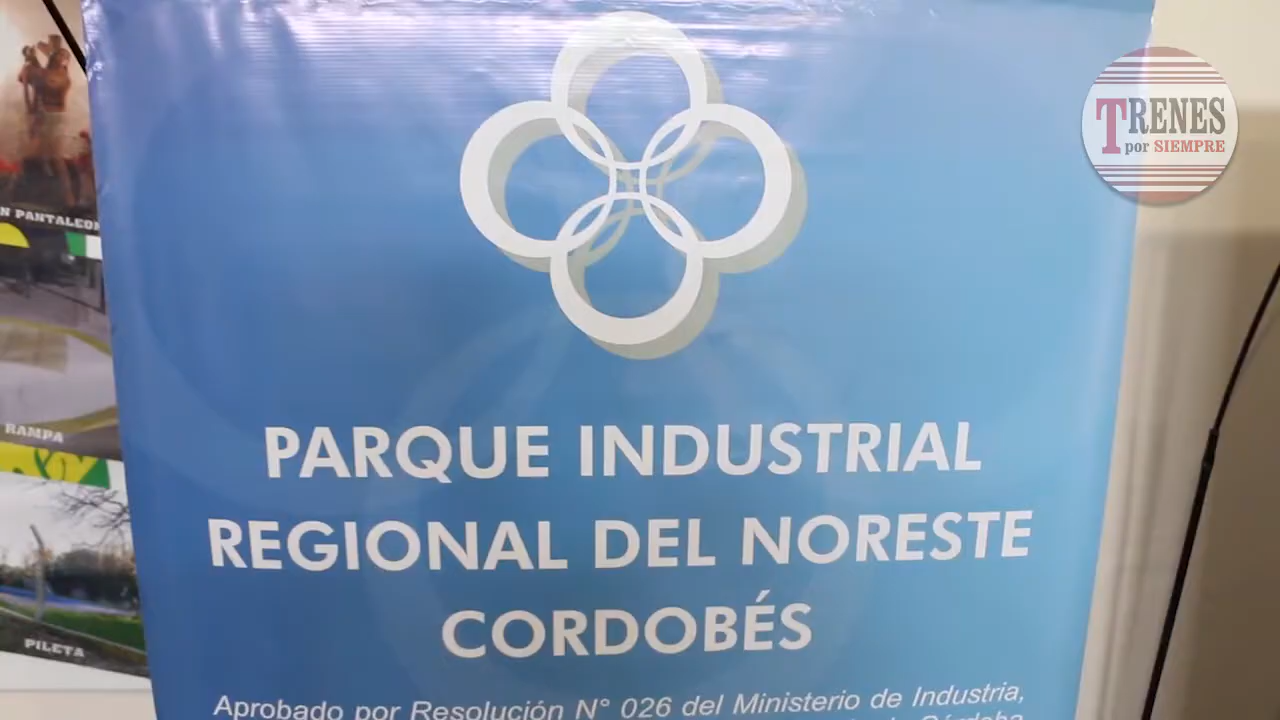 TRENES
por SIEMPRE
N PANTALEON
RAMPA
PILETA
PARQUE INDUSTRIAL
REGIONAL DEL NORESTE
CORDOBÉS
Aprobado por Resolución N° 026 del Ministerio de Industria,